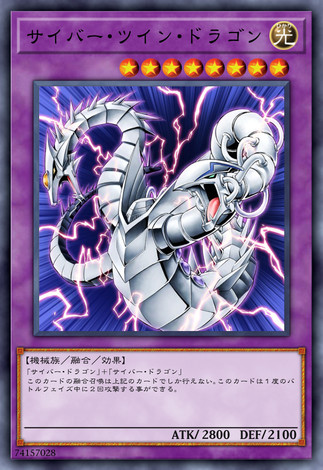 サイバー・ツイン・ドラゴン
光
【機械族／融合／効果】
「サイバー・ドラゴン」＋「サイバー・ドラゴン」
このカードの融合召喚は上記のカードでしか行えない。このカードは１度のバ
トルフェイズ中に２回攻撃する事ができる。
ATK/2800 DEF/2100
74157028